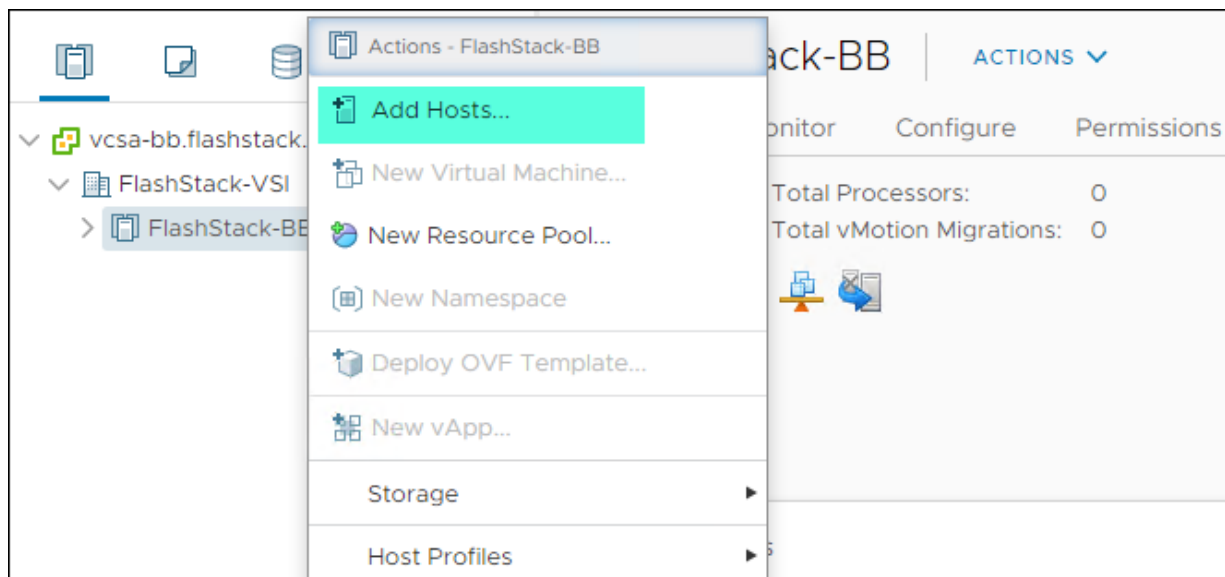 Actions - FlashStack-BB
ack-BB
ACTIONS
Add Hosts...
onitor
Configure
Permissions
vcsa-bb.flashstack.
New Virtual Machine...
FlashStack-VSI
Total Processors:
0
FlashStack-BB
New Resource Pool...
Total vMotion Migrations:
0
New Namespace
Deploy OVF Template...
New vApp...
Storage
Host Profiles
s